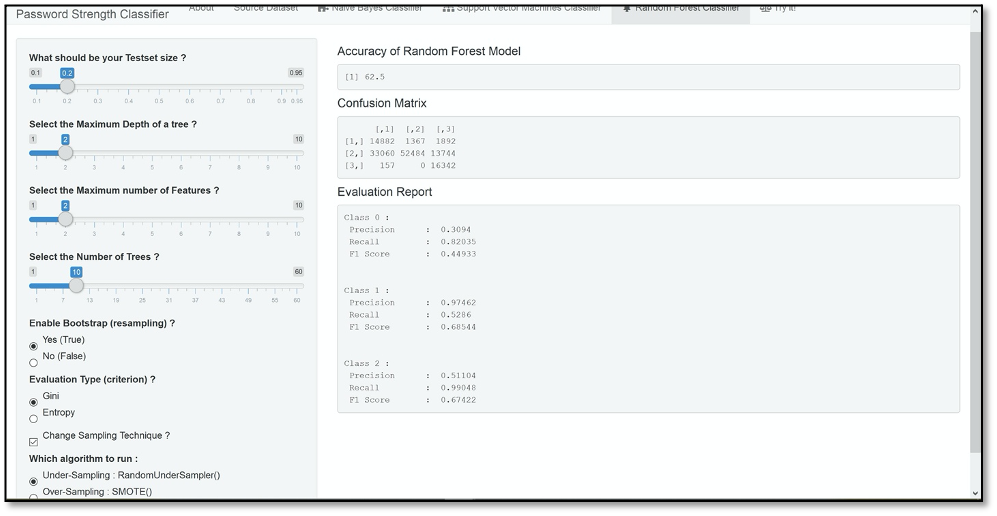 Password Strength Classifier
About Source Dataset Naive Bayes Classifier Support Vector Machines Classifier Random Forest Classifier Try it!
What should be your Testset size ?
0.1 0.2 0.95
0.1 0.2 0.3 0.4 0.5 0.6 0.7 0.8 0.9 0.95
Select the Maximum Depth of a tree ?
1 2 10
1 2 3 4 5 6 7 8 9 10
Select the Maximum number of Features ?
1 2 10
1 2 3 4 5 6 7 8 9 10
Select the Number of Trees ?
1 10 60
1 7 13 19 25 31 37 43 49 55 60
Enable Bootstrap (resampling) ?
Yes (True)
No (False)
Evaluation Type (criterion) ?
Gini
Entropy
Change Sampling Technique ?
Which algorithm to run :
Under-Sampling : RandomUnderSampler()
Over-Sampling : SMOTE()
Accuracy of Random Forest Model
[1] 62.5
Confusion Matrix
[,1] [,2] [,3]
[1,] 14882 1367 1892
[2,] 33060 52484 13744
[3,] 157 0 16342
Evaluation Report
Class 0 :
Precision : 0.3094
Recall : 0.82035
F1 Score : 0.44933
Class 1 :
Precision : 0.97462
Recall : 0.5286
F1 Score : 0.68544
Class 2 :
Precision : 0.51104
Recall : 0.99048
F1 Score : 0.67422